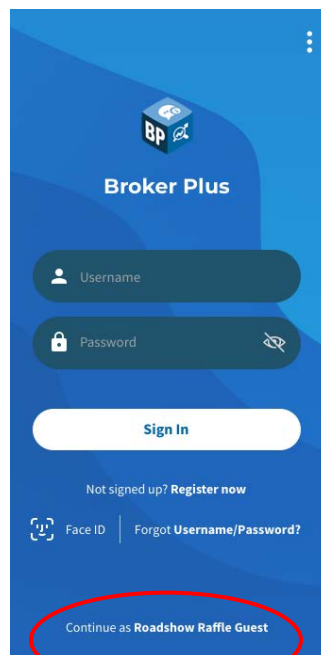 BP
Broker Plus
Username
Password
Sign In
Not signed up? Register now
Face ID
Forgot Username/Password?
Continue as Roadshow Raffle Guest